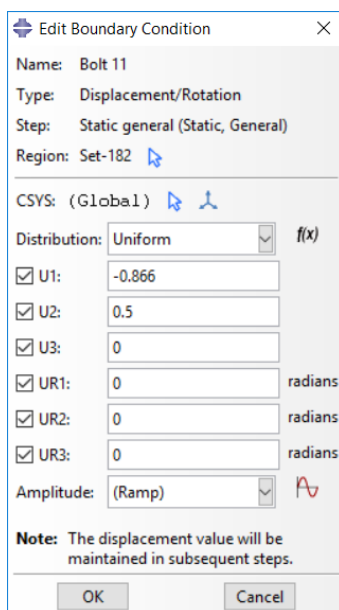 Edit Boundary Condition
Name: Bolt 11
Type: Displacement/Rotation
Step: Static general (Static, General)
Region: Set-182
CSYS: (Global)
Distribution: Uniform f(x)
U1: -0.866
U2: 0.5
U3: 0
UR1: 0 radians
UR2: 0 radians
UR3: 0 radians
Amplitude: (Ramp)
Note: The displacement value will be
maintained in subsequent steps.
OK Cancel